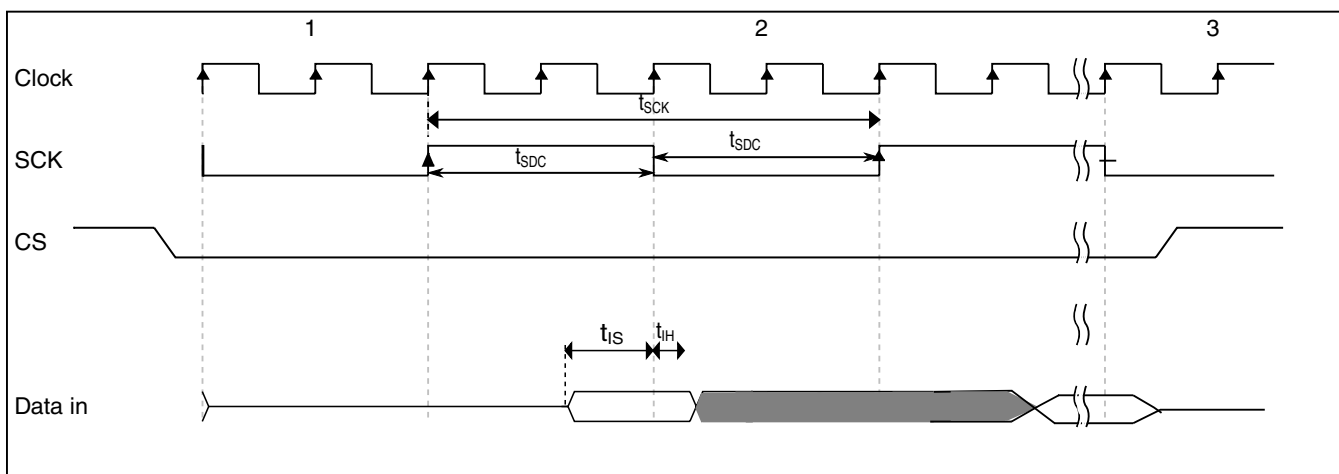 1 2 3
Clock
tSCK
SCK
tSDC tSDC
CS
tIS tIH
Data in